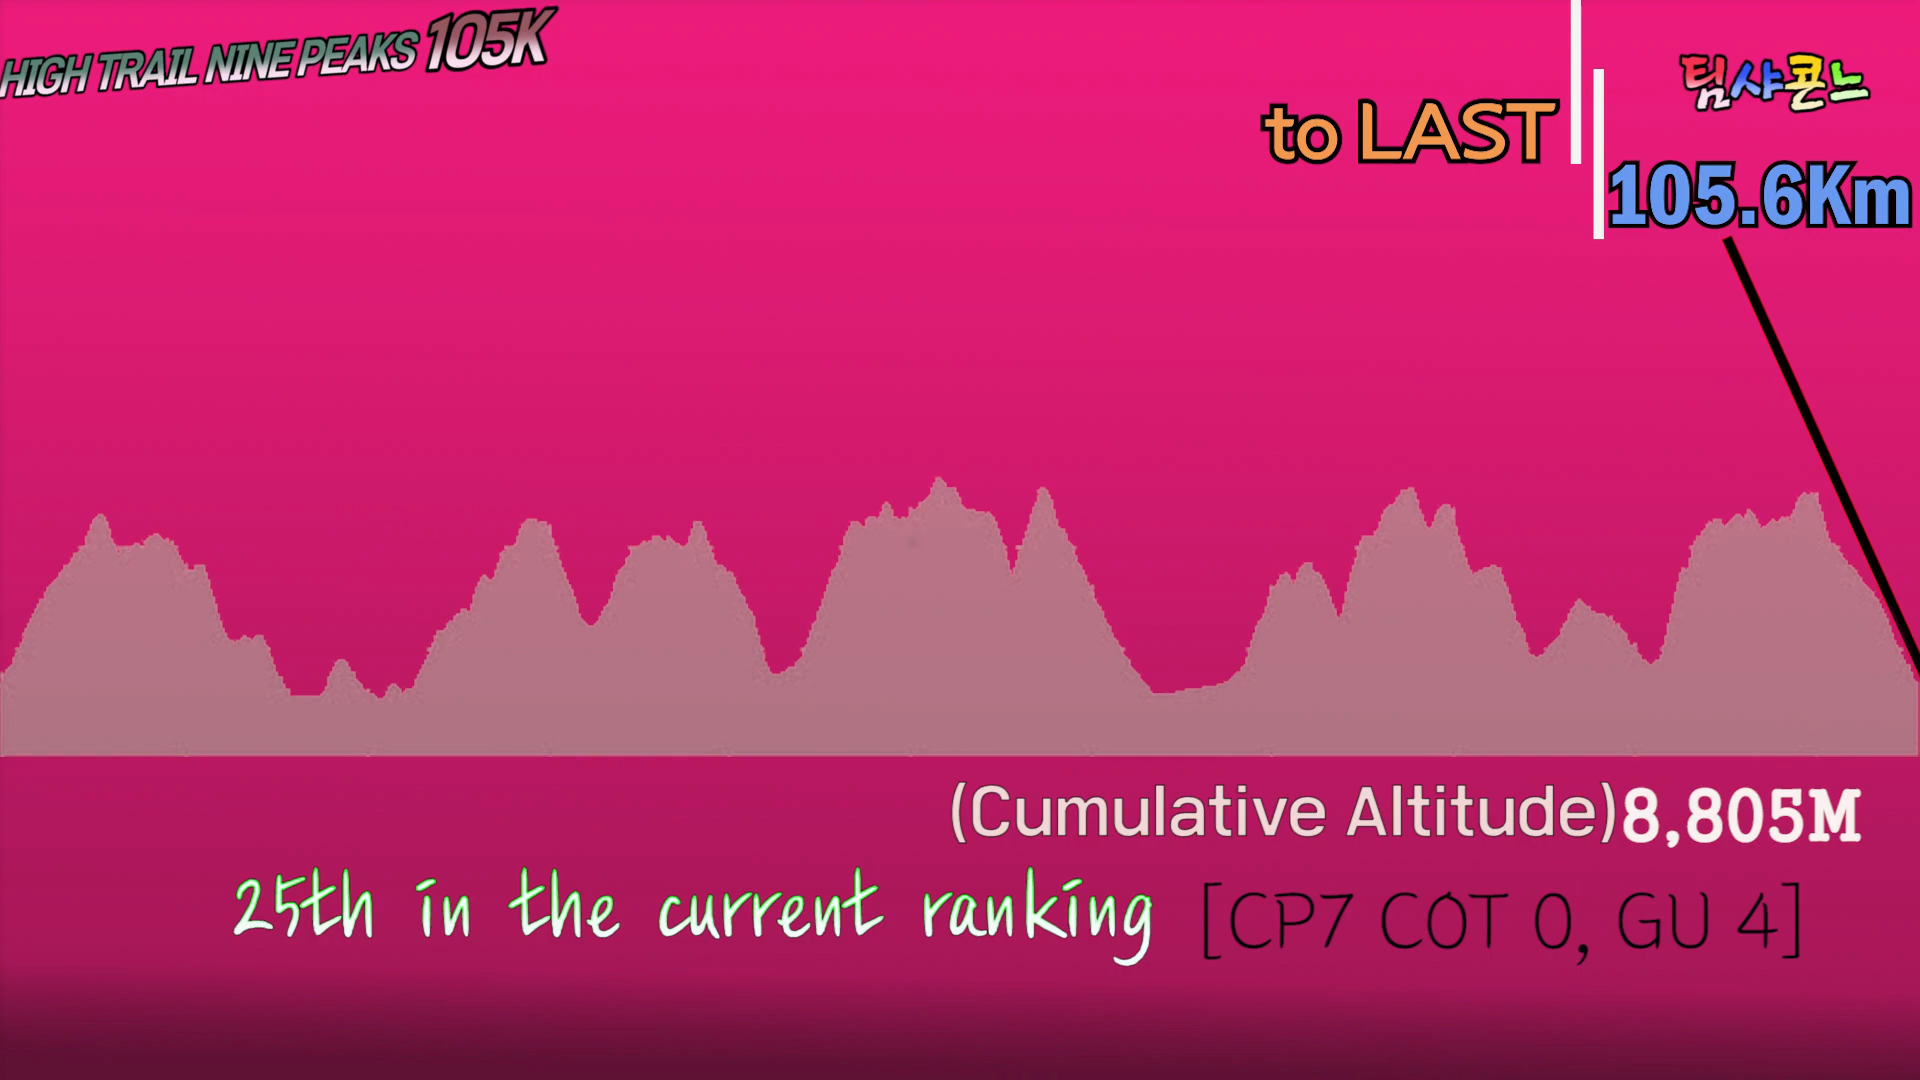 HIGH TRAIL NINE PEAKS 105K
팀샤콘느
to LAST
105.6Km
(Cumulative Altitude)8,805M
25th in the current ranking [CP7 COT 0, GU 4]